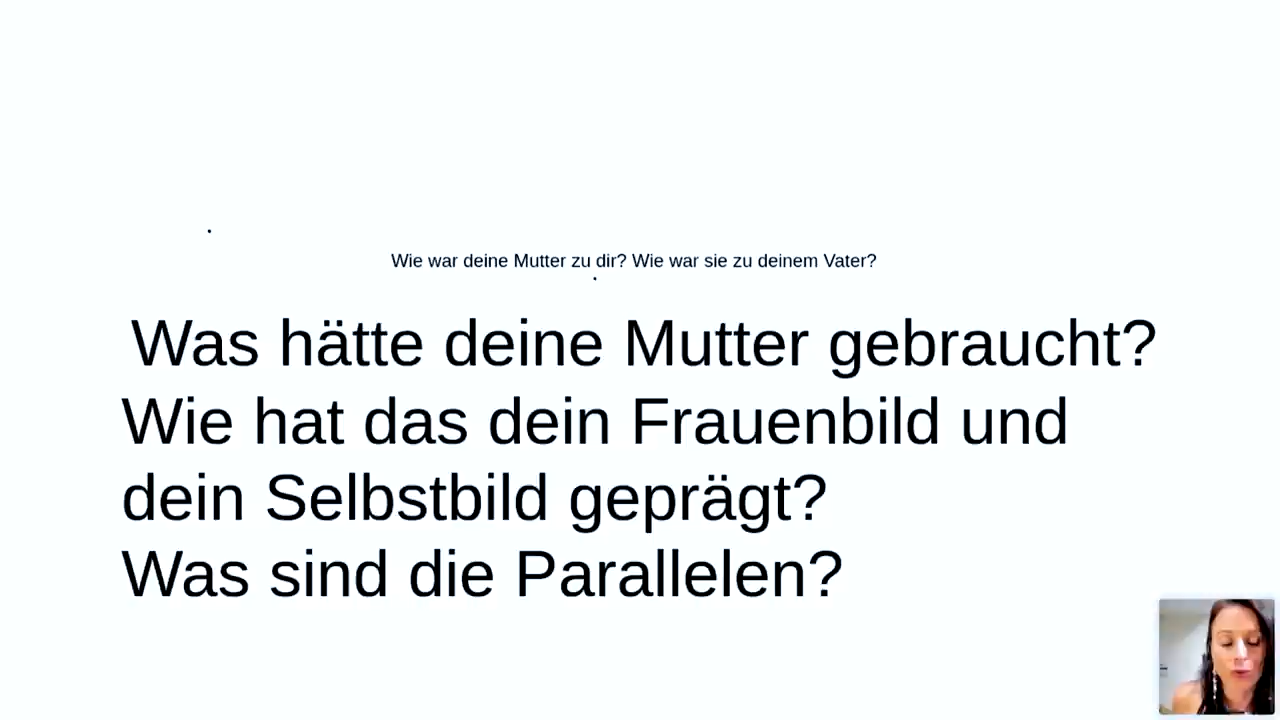 Wie war deine Mutter zu dir? Wie war sie zu deinem Vater?
Was hätte deine Mutter gebraucht?
Wie hat das dein Frauenbild und
dein Selbstbild geprägt?
Was sind die Parallelen?